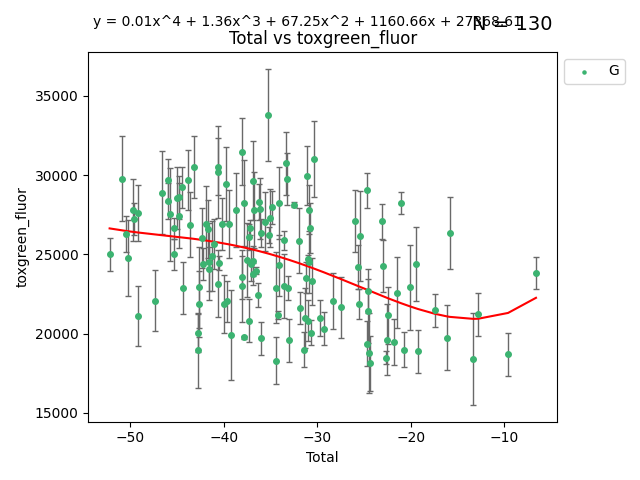 y = 0.01x^4 + 1.36x^3 + 67.25x^2 + 1160.66x +
N = 130
Total vs toxgreen_fluor
G
35000
30000
25000
20000
15000
toxgreen_fluor
−50 −40 −30 −20 −10
Total